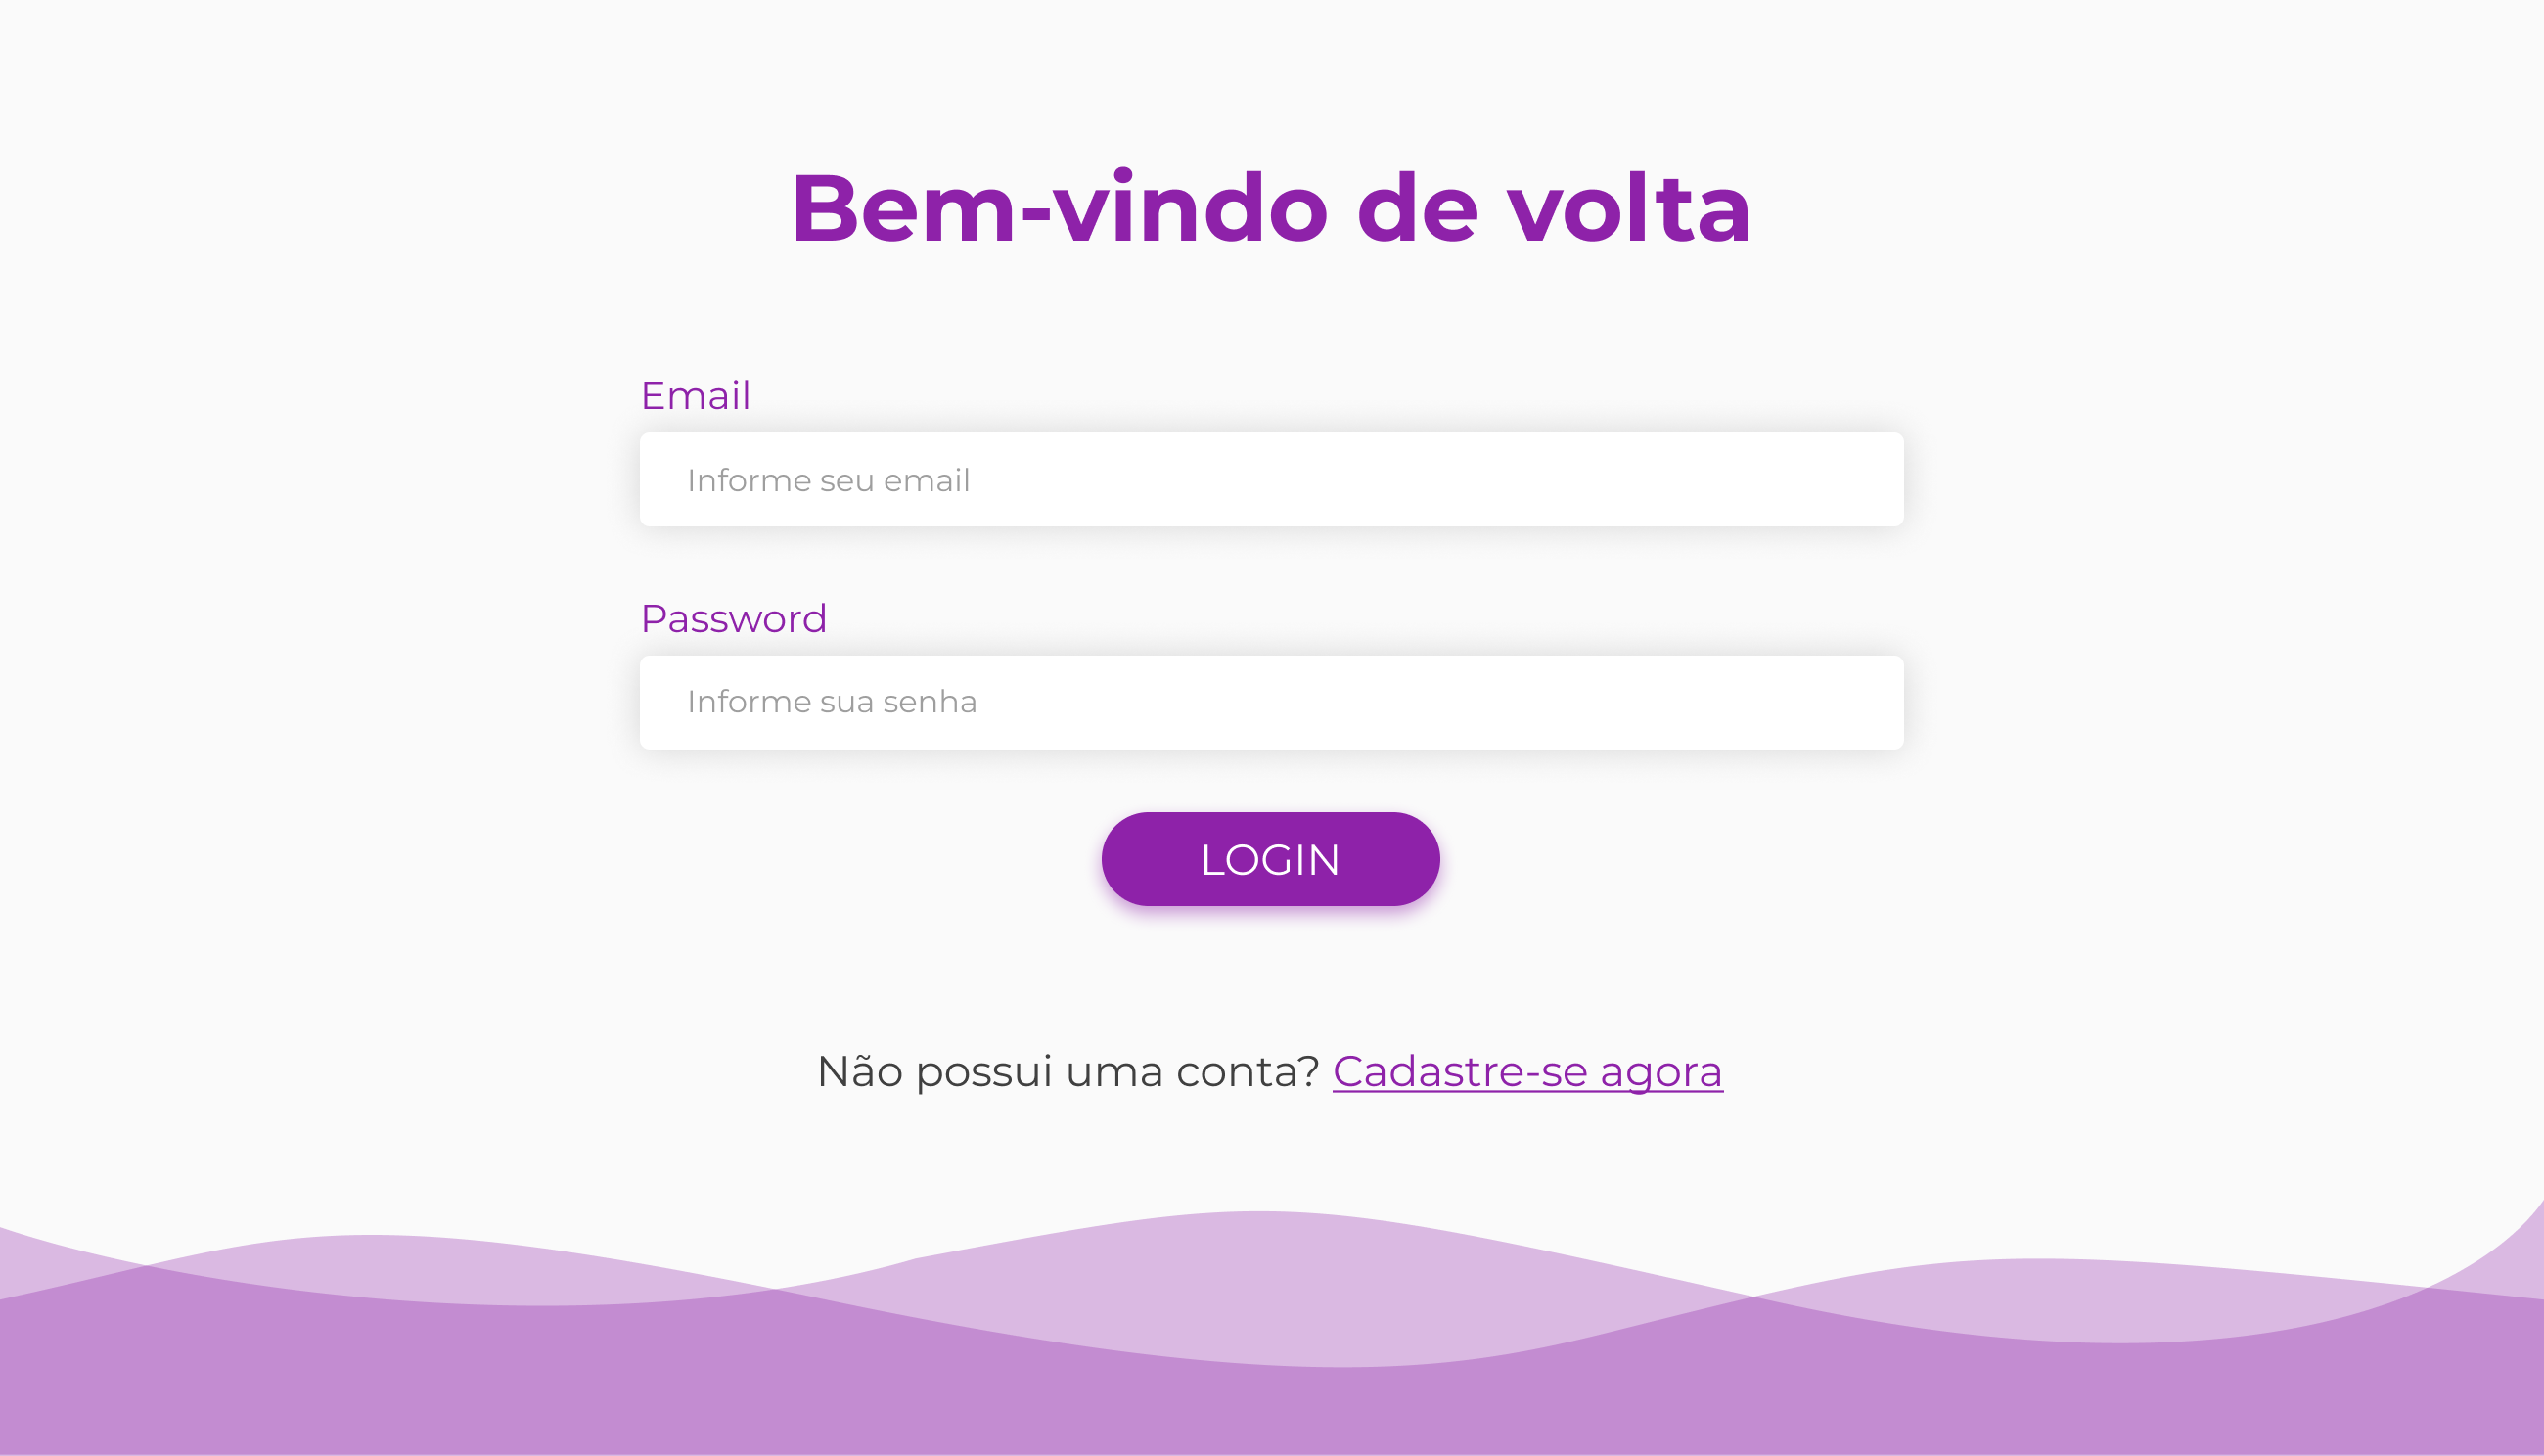 Bem-vindo de volta
Email
Informe seu email
Password
Informe sua senha
LOGIN
Não possui uma conta? Cadastre-se agora